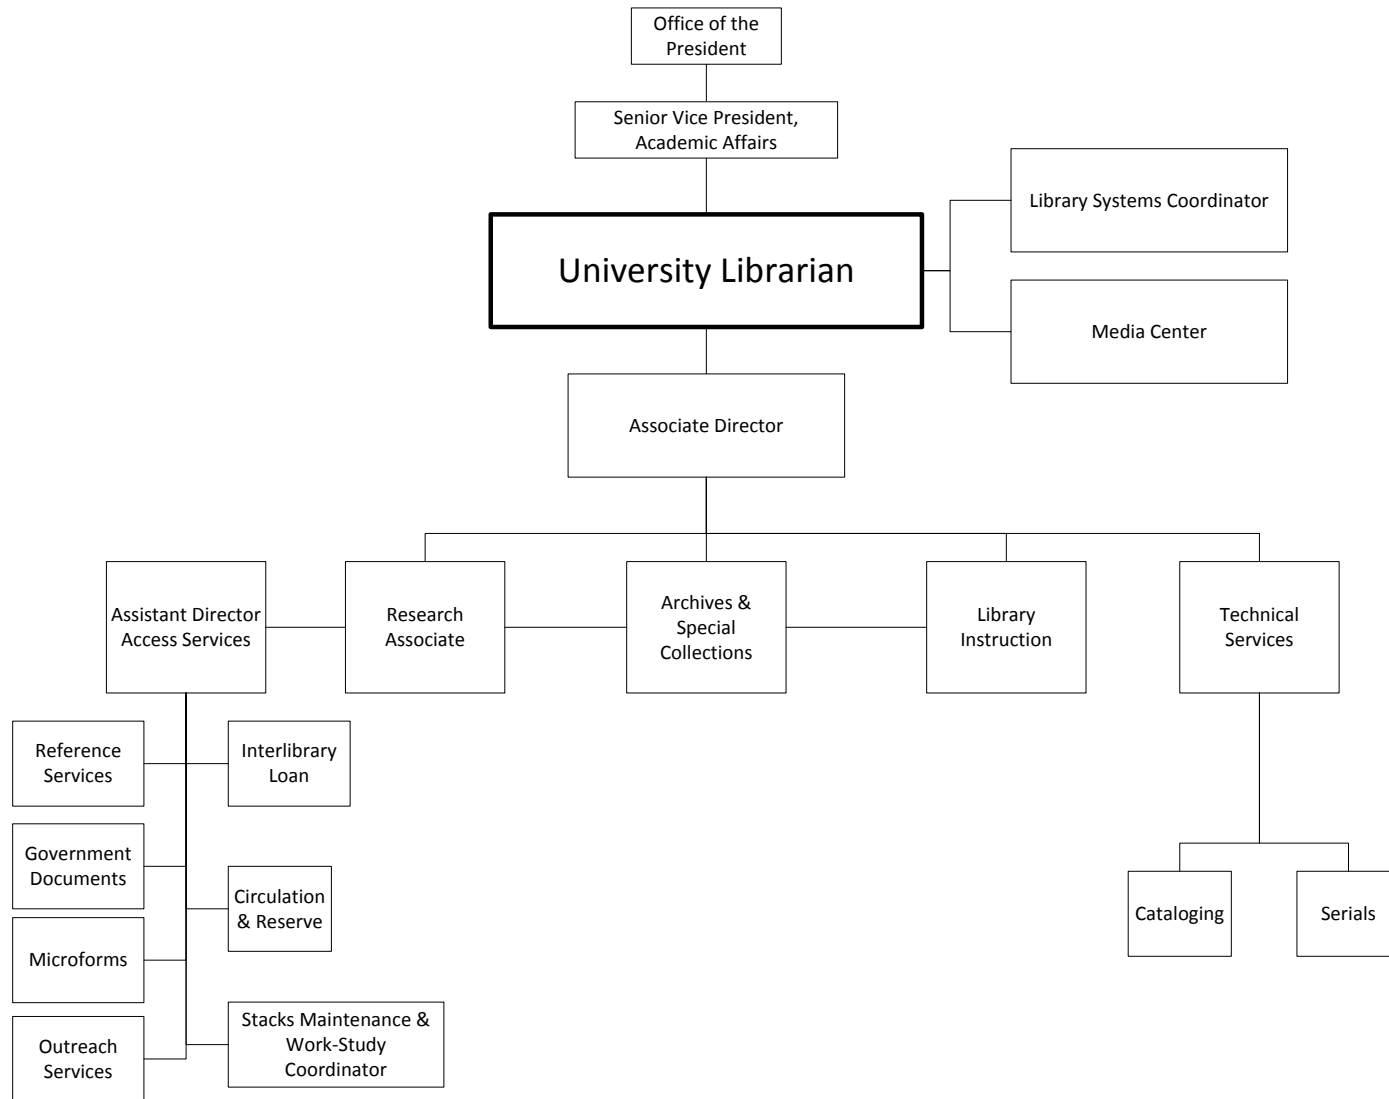 Office of the
President
Senior Vice President,
Academic Affairs
Library Systems Coordinator
University Librarian
Media Center
Associate Director
Assistant Director
Access Services
Research
Associate
Archives &
Special
Collections
Library
Instruction
Technical
Services
Reference
Services
Interlibrary
Loan
Government
Documents
Circulation
& Reserve
Cataloging
Serials
Microforms
Stacks Maintenance &
Work-Study
Coordinator
Outreach
Services